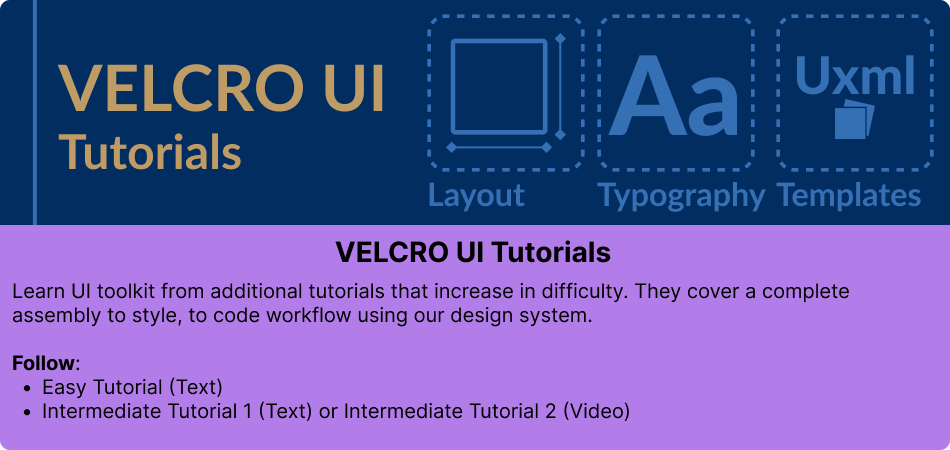 VELCRO UI
Tutorials
Aa
Uxml
Layout
Typography
Templates
VELCRO UI Tutorials
Learn UI toolkit from additional tutorials that increase in difficulty. They cover a complete
assembly to style, to code workflow using our design system.
Follow:
• Easy Tutorial (Text)
• Intermediate Tutorial 1 (Text) or Intermediate Tutorial 2 (Video)